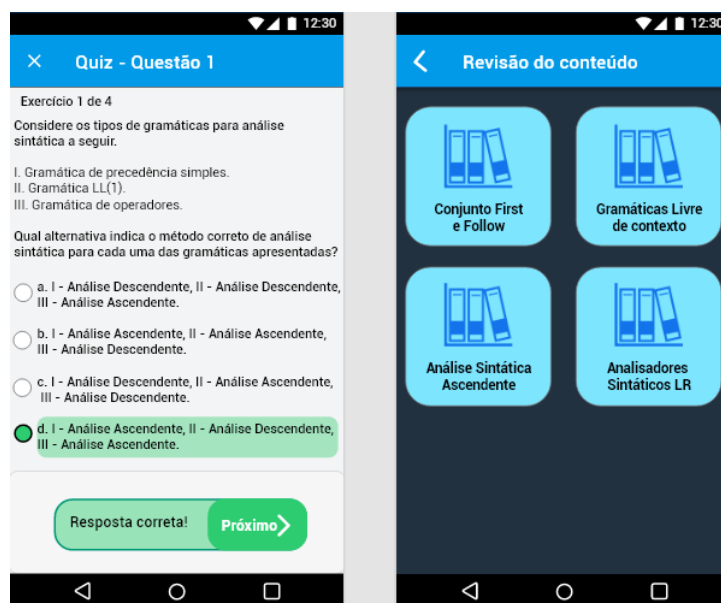 12:30
× Quiz - Questão 1
Exercício 1 de 4
Considere os tipos de gramáticas para análise
sintática a seguir.
I. Gramática de precedência simples.
II. Gramática LL(1).
III. Gramática de operadores.
Qual alternativa indica o método correto de análise
sintática para cada uma das gramáticas apresentadas?
a. I - Análise Descendente, II - Análise Descendente,
III - Análise Ascendente.
b. I - Análise Ascendente, II - Análise Ascendente,
III - Análise Descendente.
c. I - Análise Descendente, II - Análise Ascendente,
III - Análise Descendente.
d. I - Análise Ascendente, II - Análise Descendente,
III - Análise Ascendente.
Resposta correta!
Próximo
12:30
Revisão do conteúdo
Conjunto First
e Follow
Gramáticas Livre
de contexto
Análise Sintática
Ascendente
Analisadores
Sintáticos LR